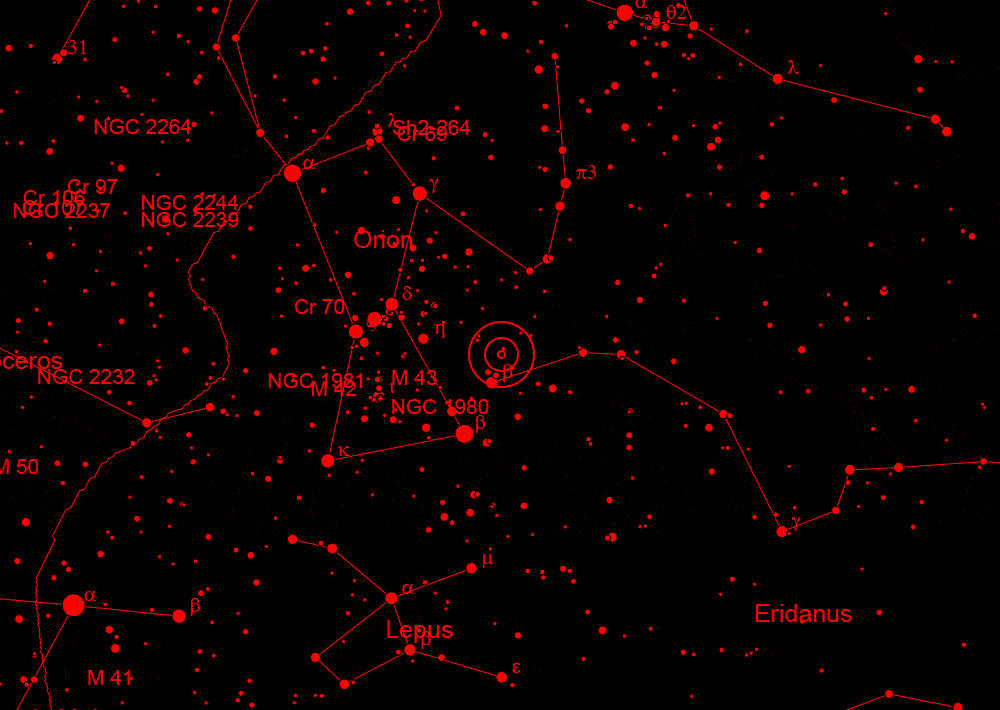 α
θ2
31
λ
NGC 2264
λ
Sh2-264
Cr 69
α
π3
γ
Cr 97
Cr 106
NGC 2244
NGC 2237
NGC 2239
Orion
δ
Cr 70
η
ceros
β
NGC 2232
NGC 1981
M 43
M 42
NGC 1980
β
κ
M 50
γ
μ
α
α
β
Eridanus
Lepus
β
ε
M 41